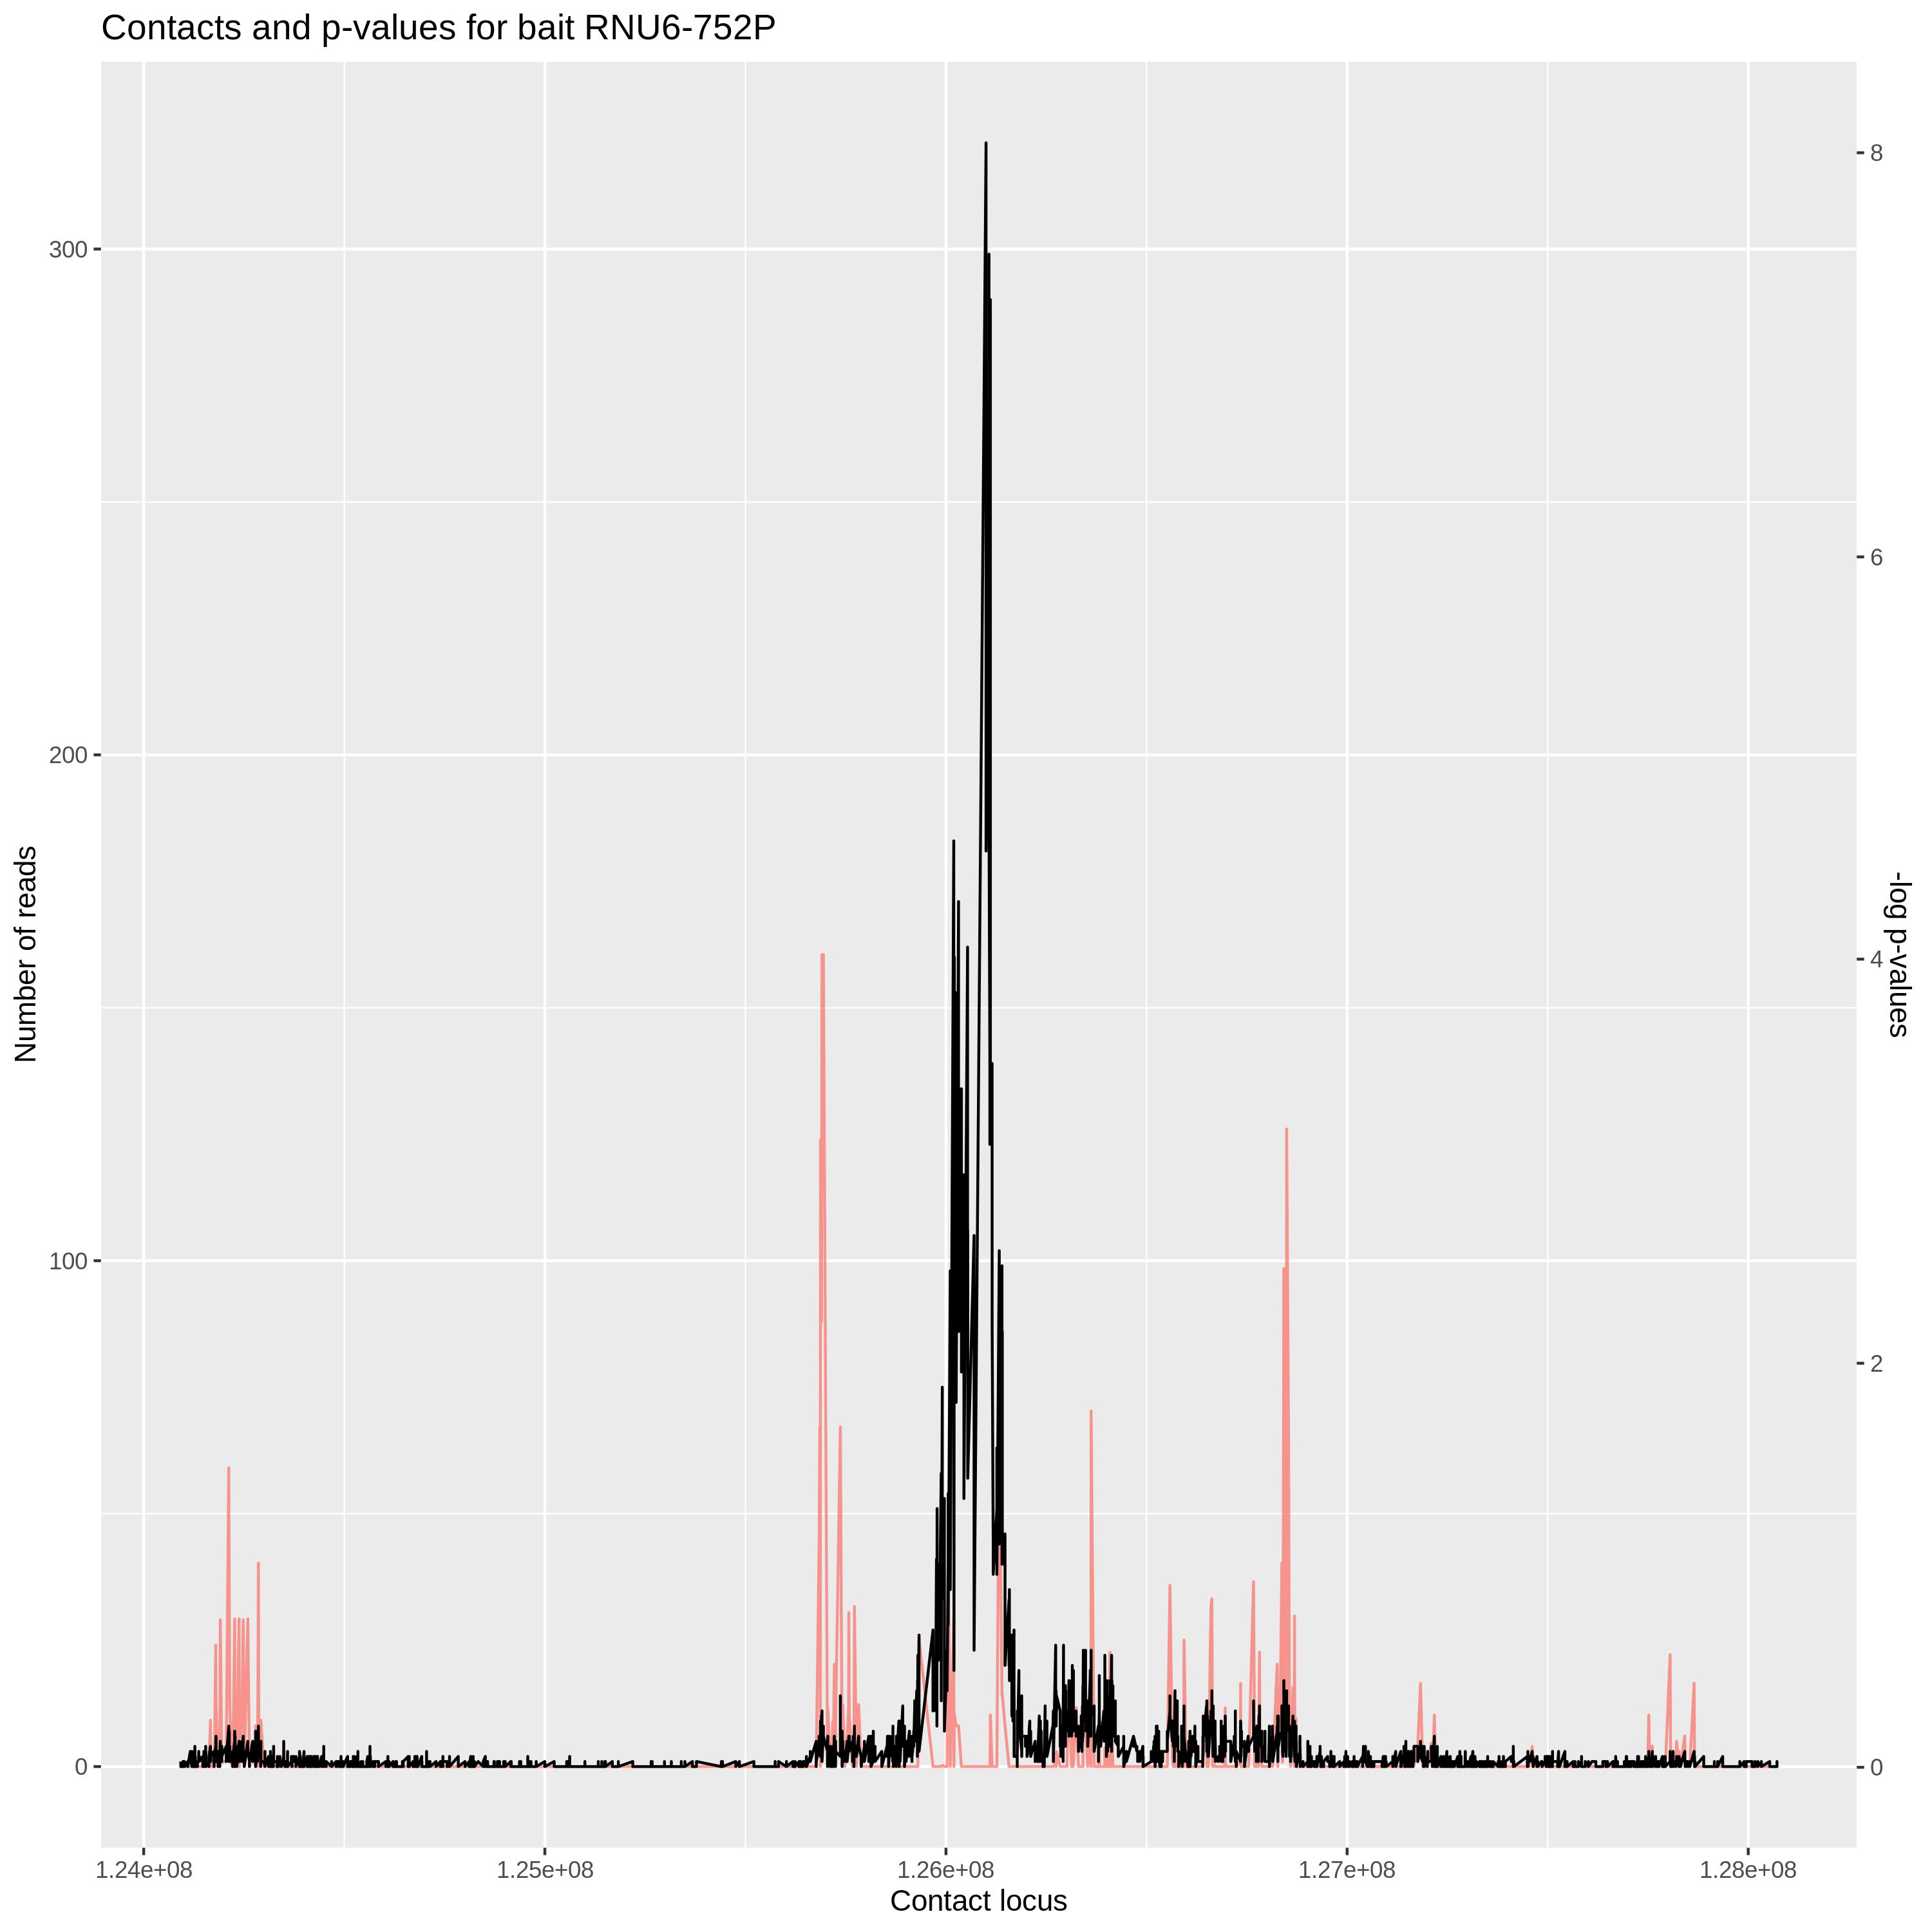 Contacts and p-values for bait RNU6-752P
300
200
100
0
Number of reads
8
6
4
2
0
-log p-values
1.24e+08
1.25e+08
1.26e+08
1.27e+08
1.28e+08
Contact locus